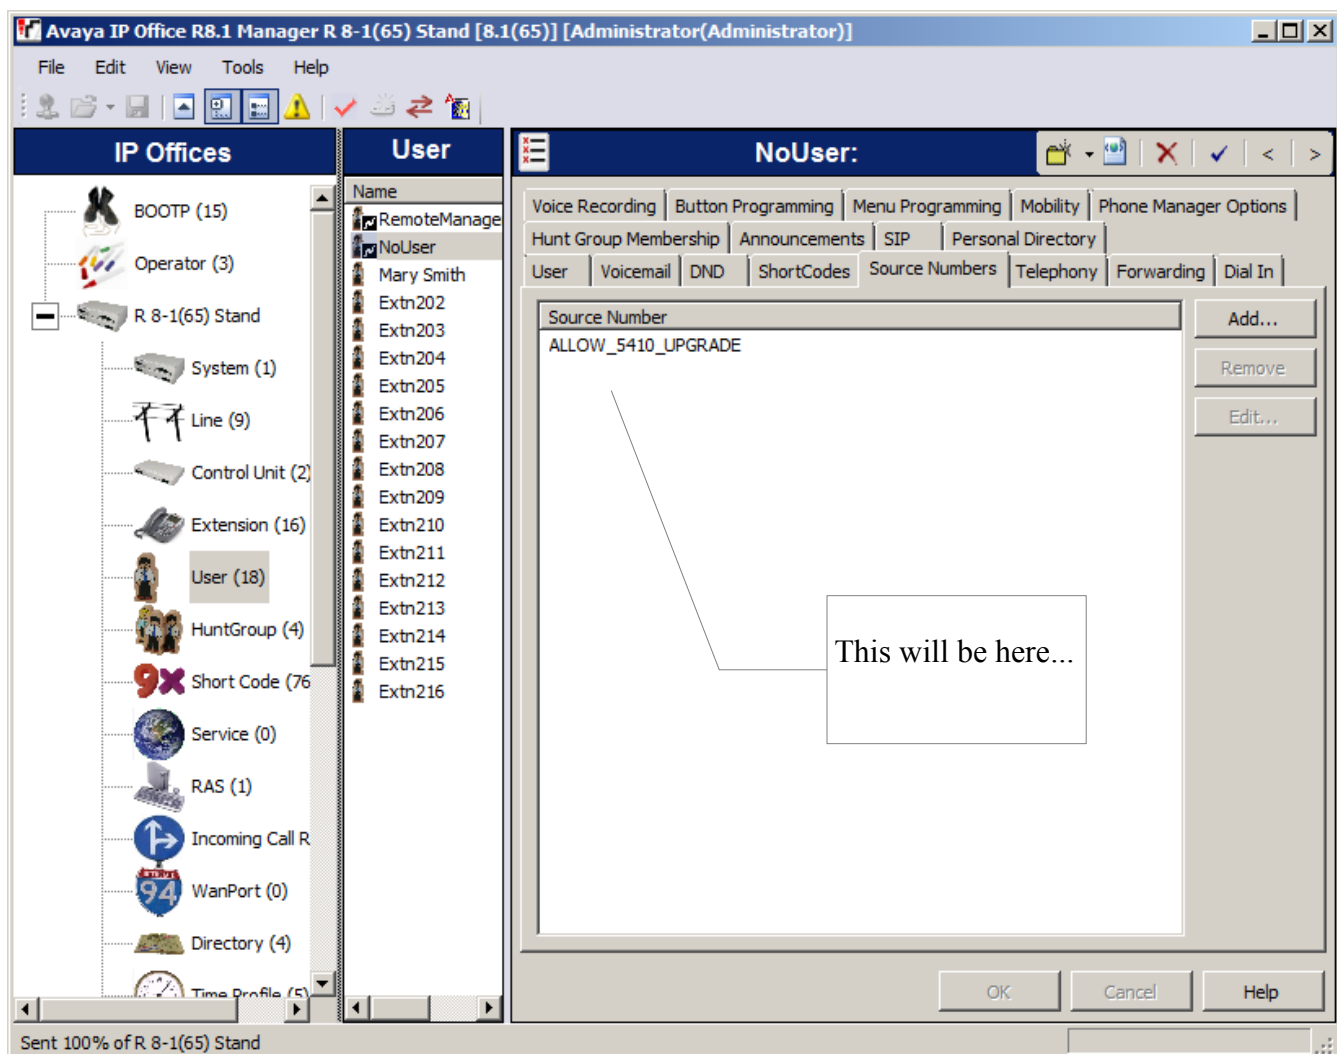 Avaya IP Office R8.1 Manager R 8-1(65) Stand [8.1(65)] [Administrator(Administrator)]
File Edit View Tools Help
IP Offices
BOOTP (15)
Operator (3)
R 8-1(65) Stand
System (1)
Line (9)
Control Unit (2)
Extension (16)
User (18)
HuntGroup (4)
9x Short Code (76
Service (0)
RAS (1)
Incoming Call R
94 WanPort (0)
Directory (4)
Time Profile (5)
User
Name
RemoteManage
NoUser
Mary Smith
Extn202
Extn203
Extn204
Extn205
Extn206
Extn207
Extn208
Extn209
Extn210
Extn211
Extn212
Extn213
Extn214
Extn215
Extn216
NoUser:
Voice Recording Button Programming Menu Programming Mobility Phone Manager Options
Hunt Group Membership Announcements SIP Personal Directory
User Voicemail DND ShortCodes Source Numbers Telephony Forwarding Dial In
Source Number
ALLOW_5410_UPGRADE
Add...
Remove
Edit...
This will be here...
OK Cancel Help
Sent 100% of R 8-1(65) Stand